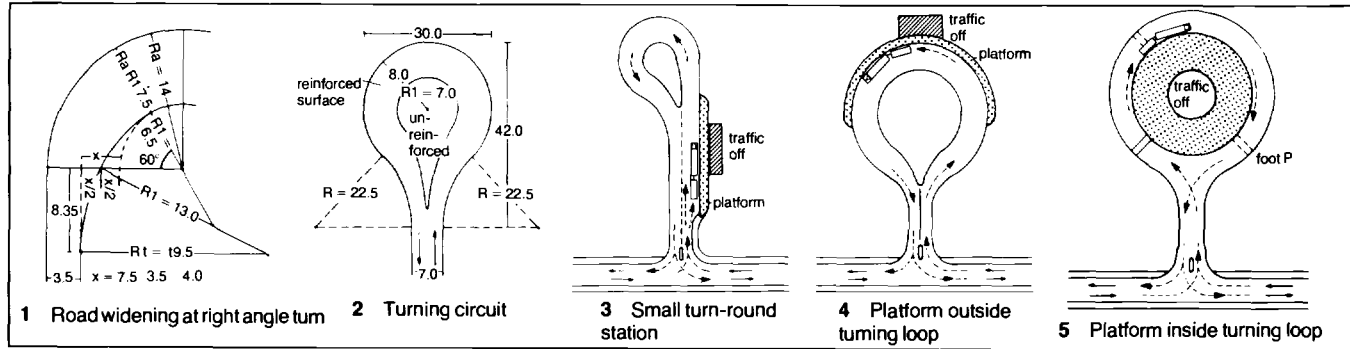 Ra = 14
Ra R1 7.5
R1 =
6.5
60°
x
x/2
x/2
R1 = 13.0
8.35
Rt = t9.5
3.5 x = 7.5 3.5 4.0
1 Road widening at right angle turn
30.0
8.0
reinforced
surface
R1 = 7.0
un-
rein-
forced
42.0
R = 22.5
R = 22.5
7.0
2 Turning circuit
traffic
off
platform
3 Small turn-round
station
traffic
off
platform
4 Platform outside
turning loop
traffic
off
foot P
5 Platform inside turning loop